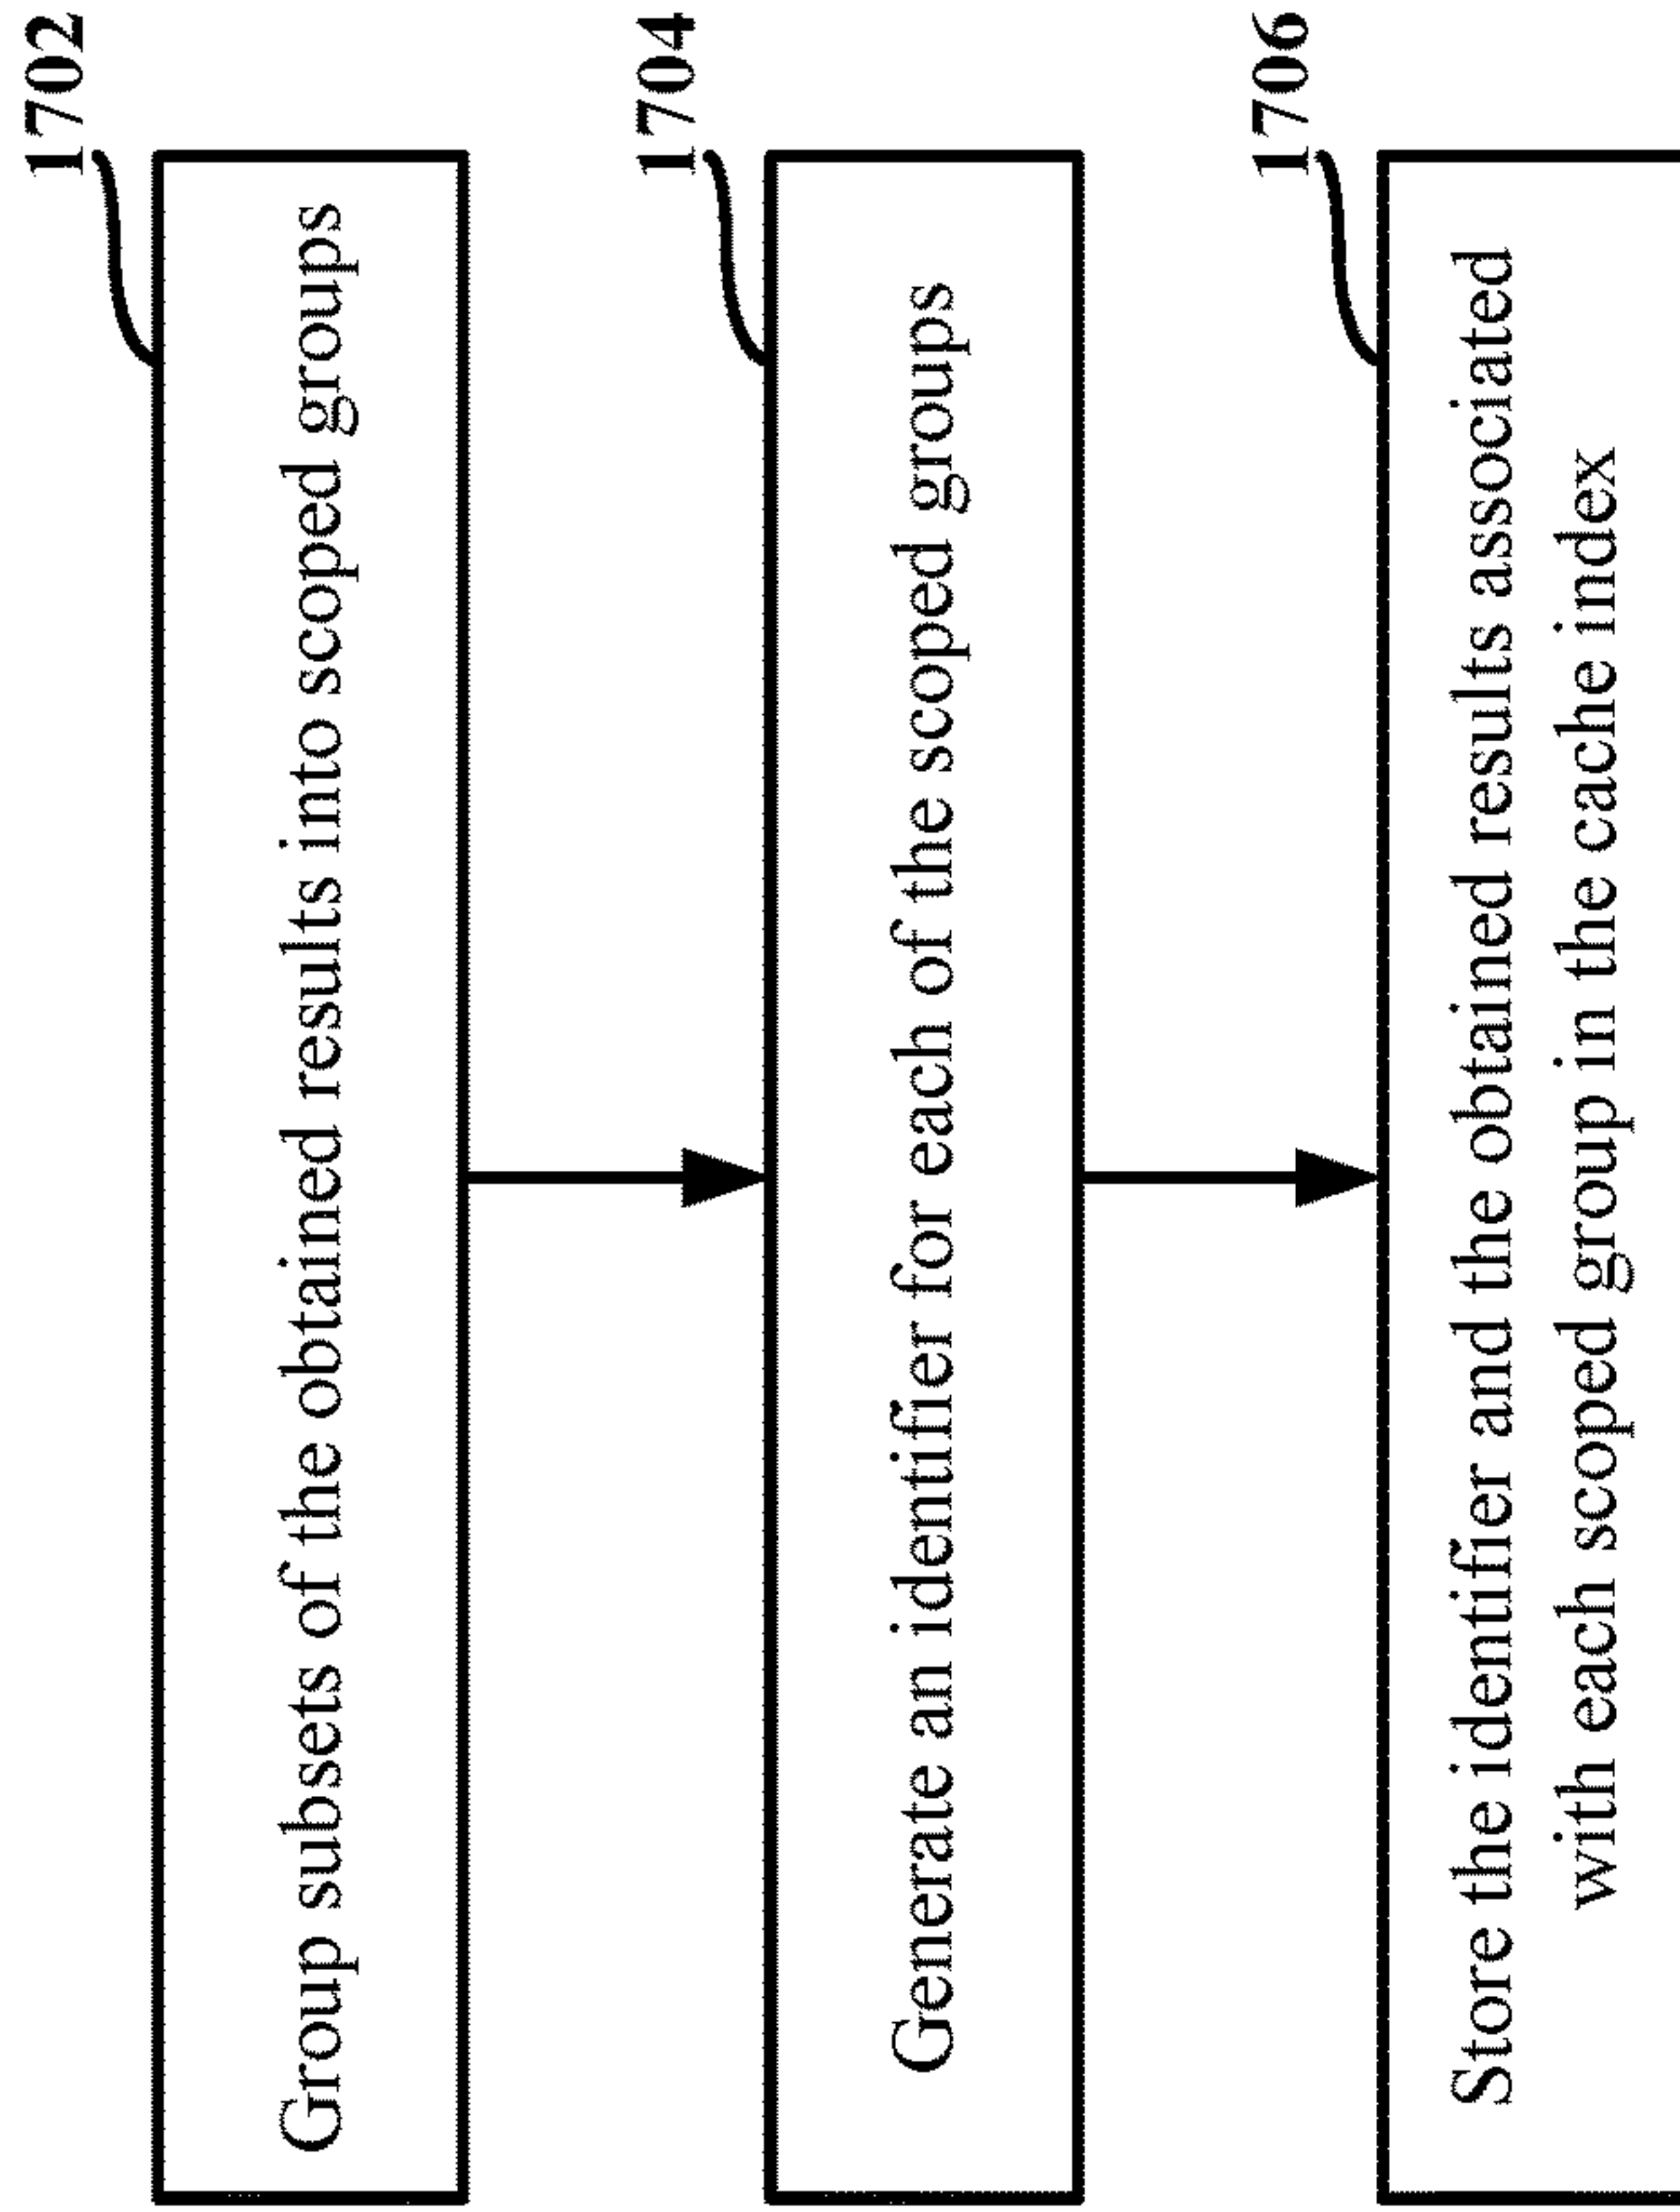 1702
Group subsets of the obtained results into scoped groups
1704
Generate an identifier for each of the scoped groups
1706
Store the identifier and the obtained results associated
with each scoped group in the cache index